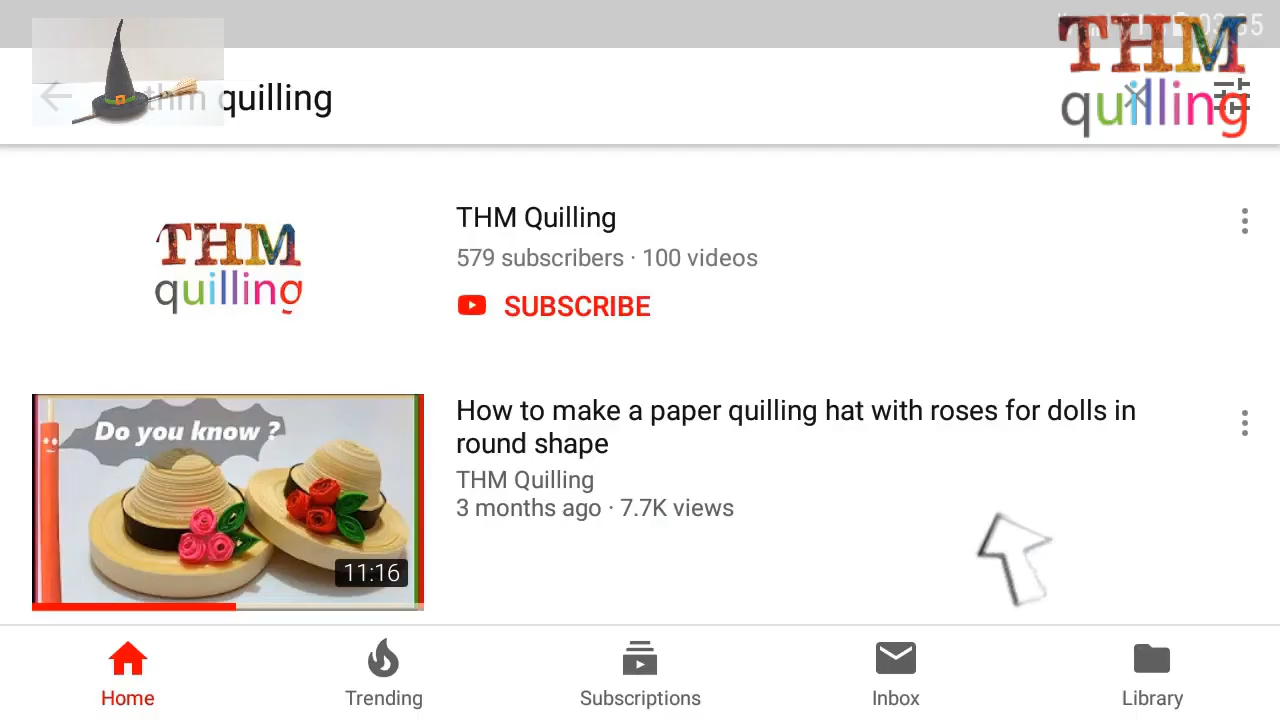 THM
quilling
thm quilling
THM
quilling
THM Quilling
579 subscribers · 100 videos
SUBSCRIBE
Do you know ?
11:16
How to make a paper quilling hat with roses for dolls in
round shape
THM Quilling
3 months ago · 7.7K views
Home
Trending
Subscriptions
Inbox
Library